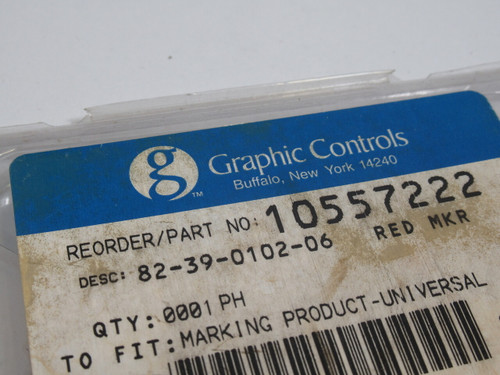 g
TM
Graphic Controls
Buffalo, New York 14240
REORDER/PART NO: 10557222
DESC: 82-39-0102-06 RED MKR
QTY: 0001 PH
TO FIT: MARKING PRODUCT-UNIVERSAL